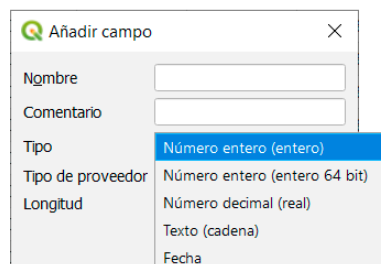 Añadir campo
Nombre
Comentario
Tipo
Número entero (entero)
Tipo de proveedor
Número entero (entero 64 bit)
Longitud
Número decimal (real)
Texto (cadena)
Fecha